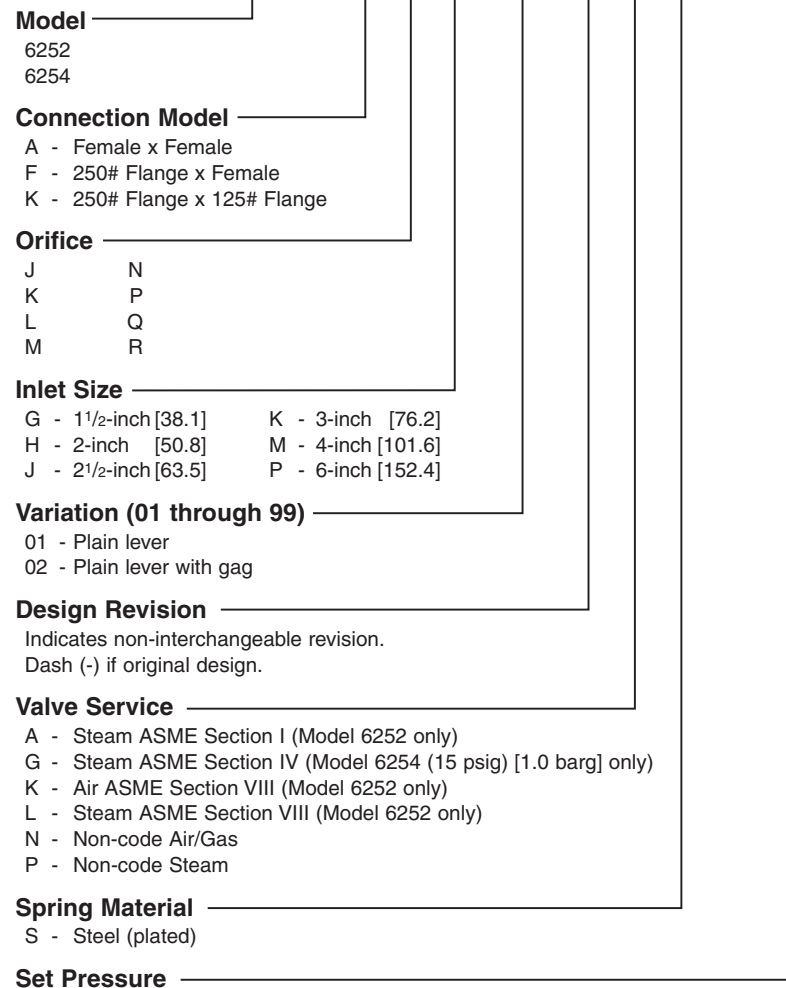 Model
6252
6254
Connection Model
A - Female x Female
F - 250# Flange x Female
K - 250# Flange x 125# Flange
Orifice
J N
K P
L Q
M R
Inlet Size
G - 1 1/2-inch [38.1] K - 3-inch [76.2]
H - 2-inch [50.8] M - 4-inch [101.6]
J - 2 1/2-inch [63.5] P - 6-inch [152.4]
Variation (01 through 99)
01 - Plain lever
02 - Plain lever with gag
Design Revision
Indicates non-interchangeable revision.
Dash (-) if original design.
Valve Service
A - Steam ASME Section I (Model 6252 only)
G - Steam ASME Section IV (Model 6254 (15 psig) [1.0 barg] only)
K - Air ASME Section VIII (Model 6252 only)
L - Steam ASME Section VIII (Model 6252 only)
N - Non-code Air/Gas
P - Non-code Steam
Spring Material
S - Steel (plated)
Set Pressure